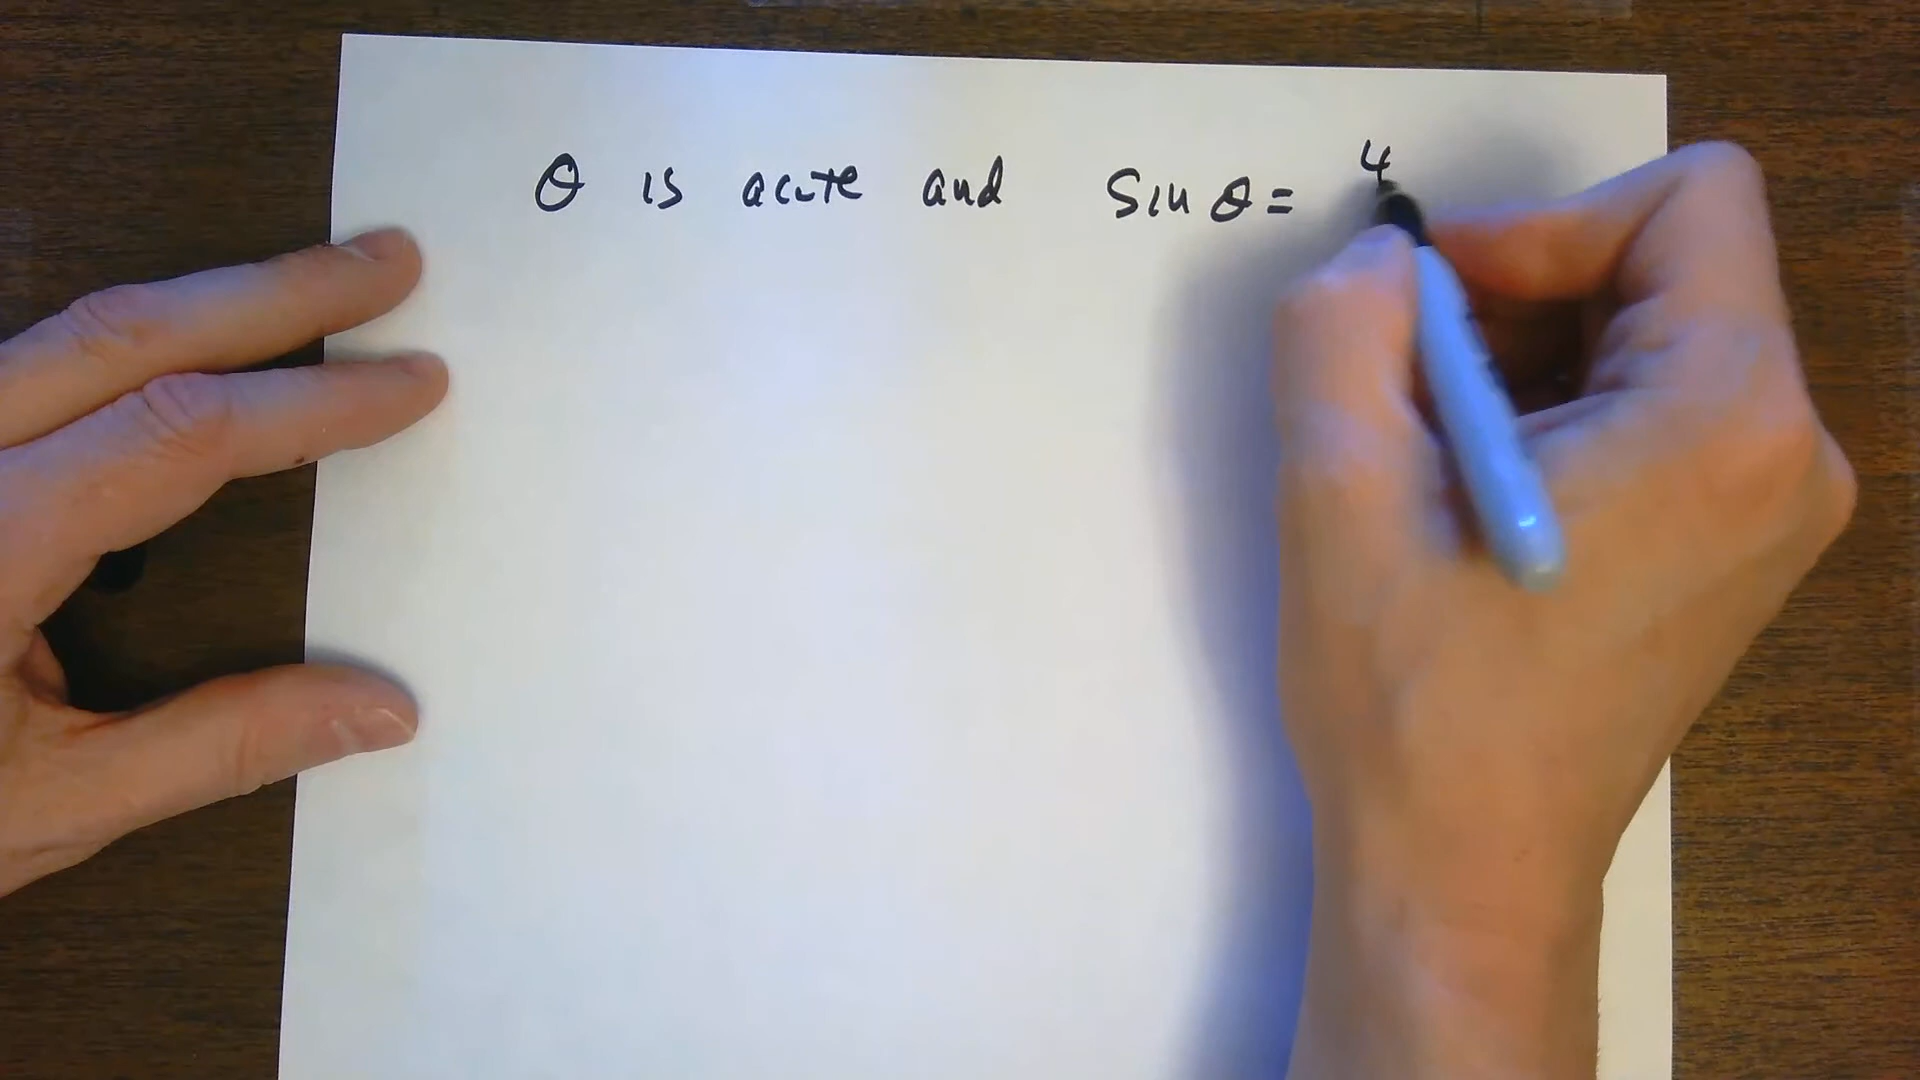 θ is acute and sin θ = 4